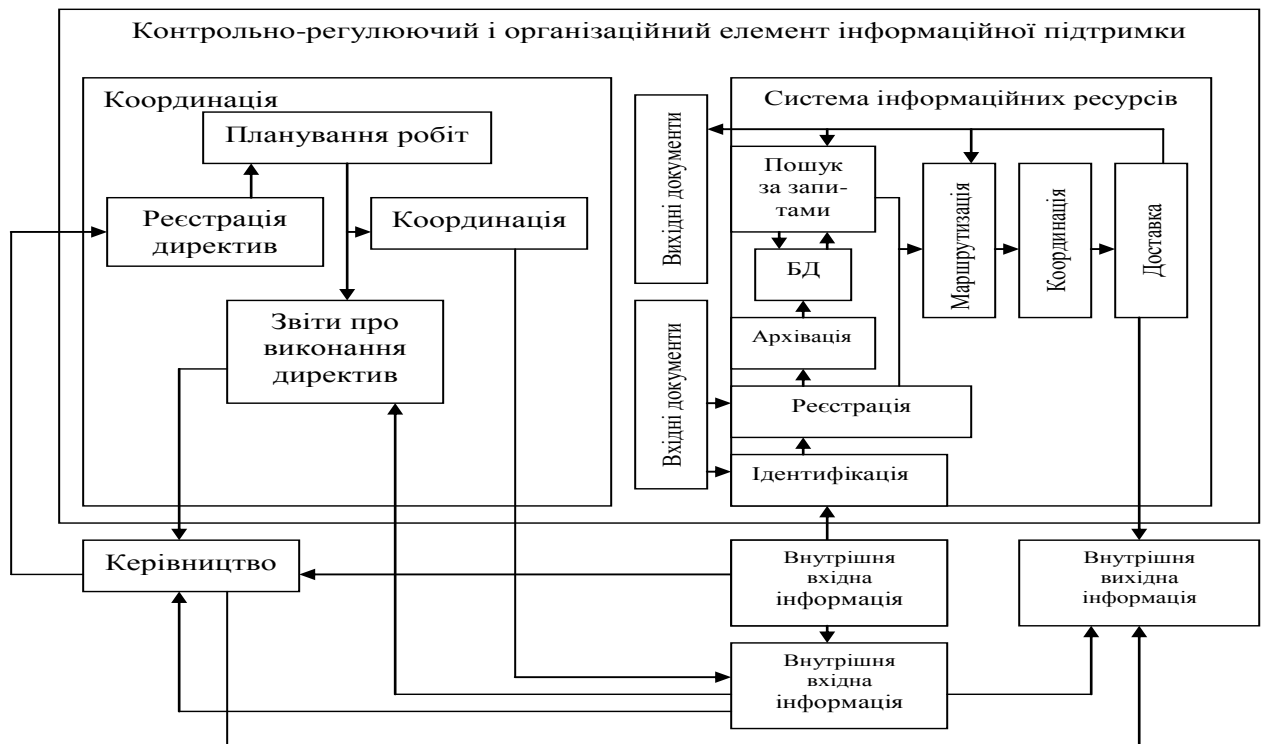 Контрольно-регулюючий і організаційний елемент інформаційної підтримки
Координація
Планування робіт
Реєстрація
директив
Координація
Звіти про
виконання
директив
Вихідні документи
Вхідні документи
Система інформаційних ресурсів
Пошук
за запи-
тами
БД
Архівація
Реєстрація
Ідентифікація
Маршрутизація
Координація
Доставка
Керівництво
Внутрішня
вхідна
інформація
Внутрішня
вихідна
інформація
Внутрішня
вхідна
інформація